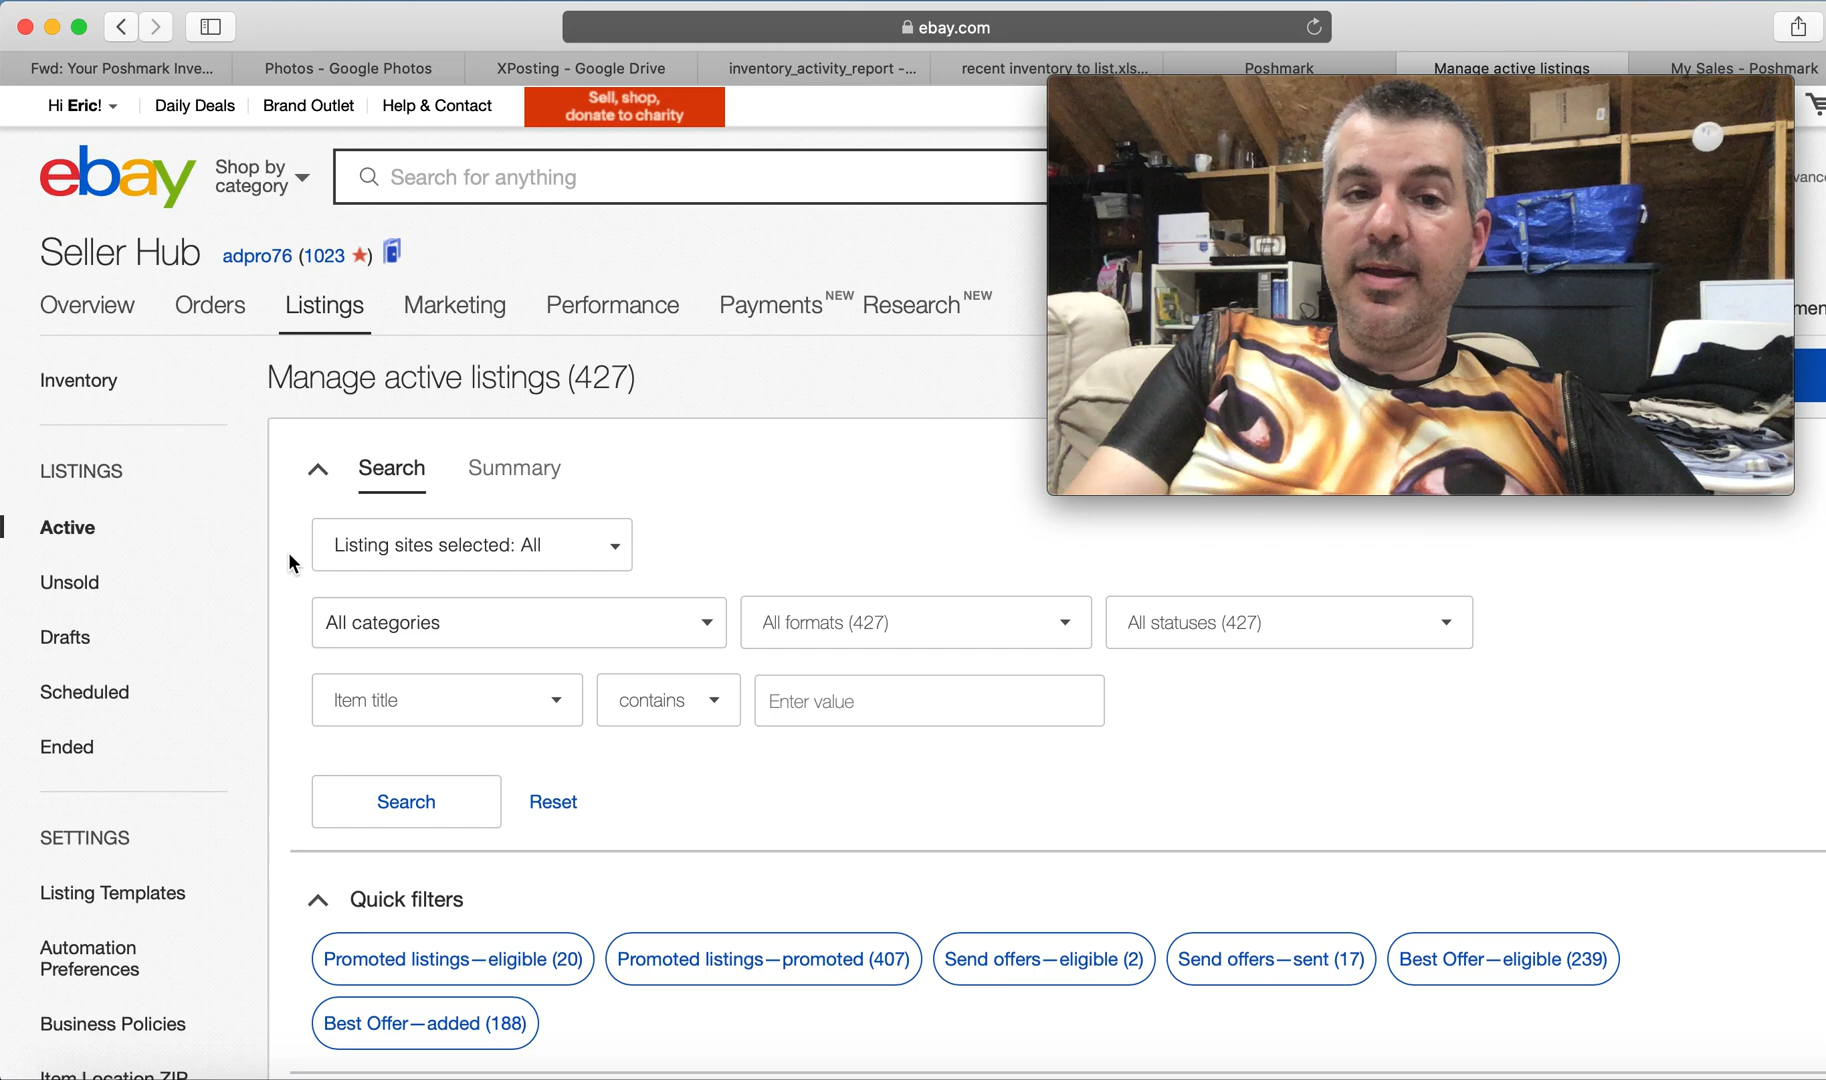 ebay.com
Fwd: Your Poshmark Inve...
Photos - Google Photos
XPosting - Google Drive
inventory_activity_report -...
recent inventory to list.xls...
Poshmark
Manage active listings
My Sales - Poshmark
Hi Eric!
Daily Deals
Brand Outlet
Help & Contact
Sell, shop,
donate to charity
ebay
Shop by
category
Search for anything
Seller Hub
adpro76 (1023 ★)
Overview
Orders
Listings
Marketing
Performance
Payments NEW
Research NEW
Inventory
Manage active listings (427)
LISTINGS
Search
Summary
Active
Listing sites selected: All
Unsold
All categories
All formats (427)
All statuses (427)
Drafts
Scheduled
Item title
contains
Enter value
Ended
Search
Reset
SETTINGS
Listing Templates
Quick filters
Automation
Preferences
Promoted listings—eligible (20)
Promoted listings—promoted (407)
Send offers—eligible (2)
Send offers—sent (17)
Best Offer—eligible (239)
Business Policies
Best Offer—added (188)
Item Location ZIP